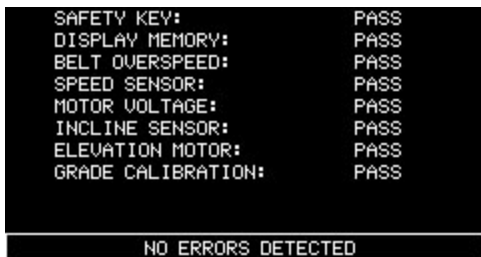 SAFETY KEY: PASS
DISPLAY MEMORY: PASS
BELT OVERSPEED: PASS
SPEED SENSOR: PASS
MOTOR VOLTAGE: PASS
INCLINE SENSOR: PASS
ELEVATION MOTOR: PASS
GRADE CALIBRATION: PASS
NO ERRORS DETECTED